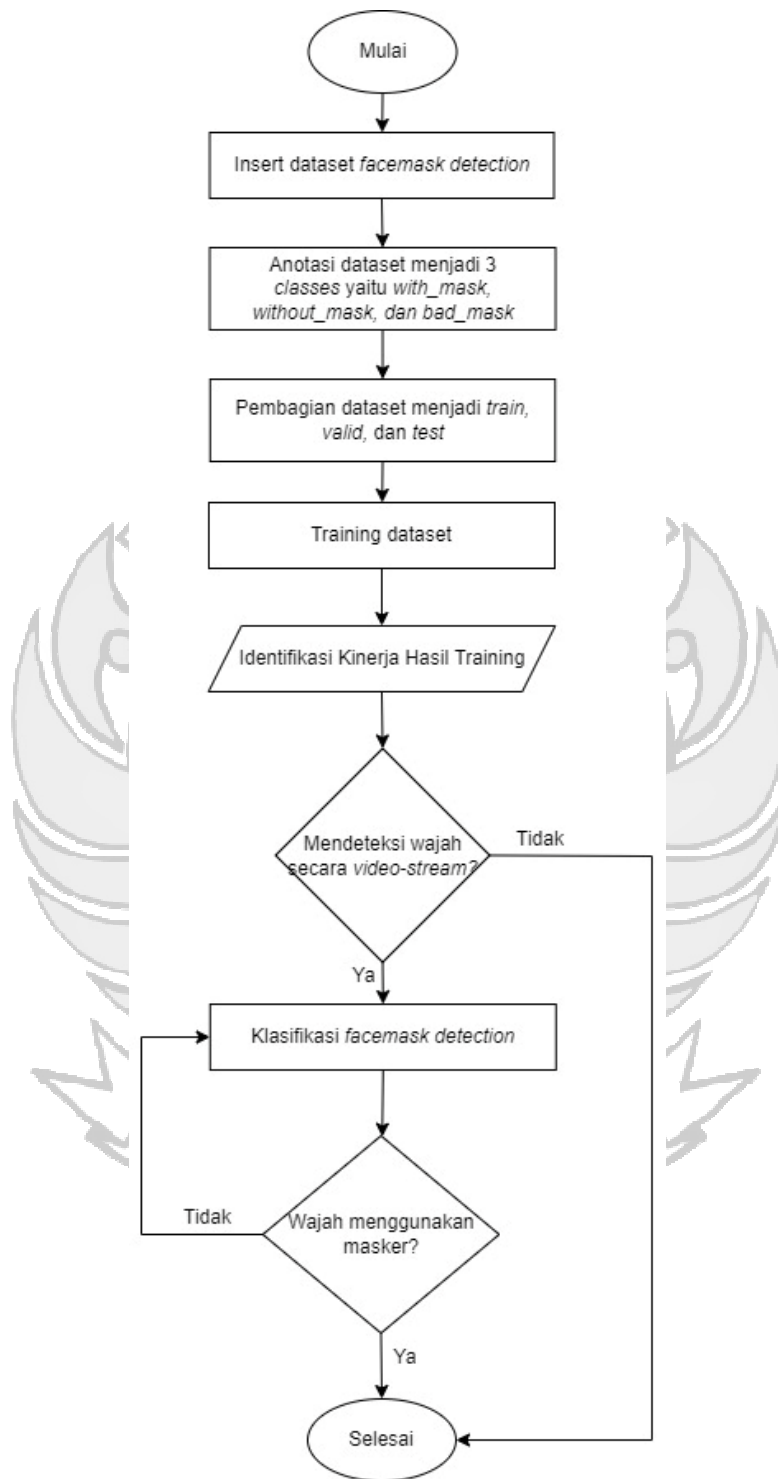 Mulai
Insert dataset facemask detection
Anotasi dataset menjadi 3
classes yaitu with_mask,
without_mask, dan bad_mask
Pembagian dataset menjadi train,
valid, dan test
Training dataset
Identifikasi Kinerja Hasil Training
Mendeteksi wajah
secara video-stream?
Tidak
Ya
Klasifikasi facemask detection
Tidak
Wajah menggunakan
masker?
Ya
Selesai